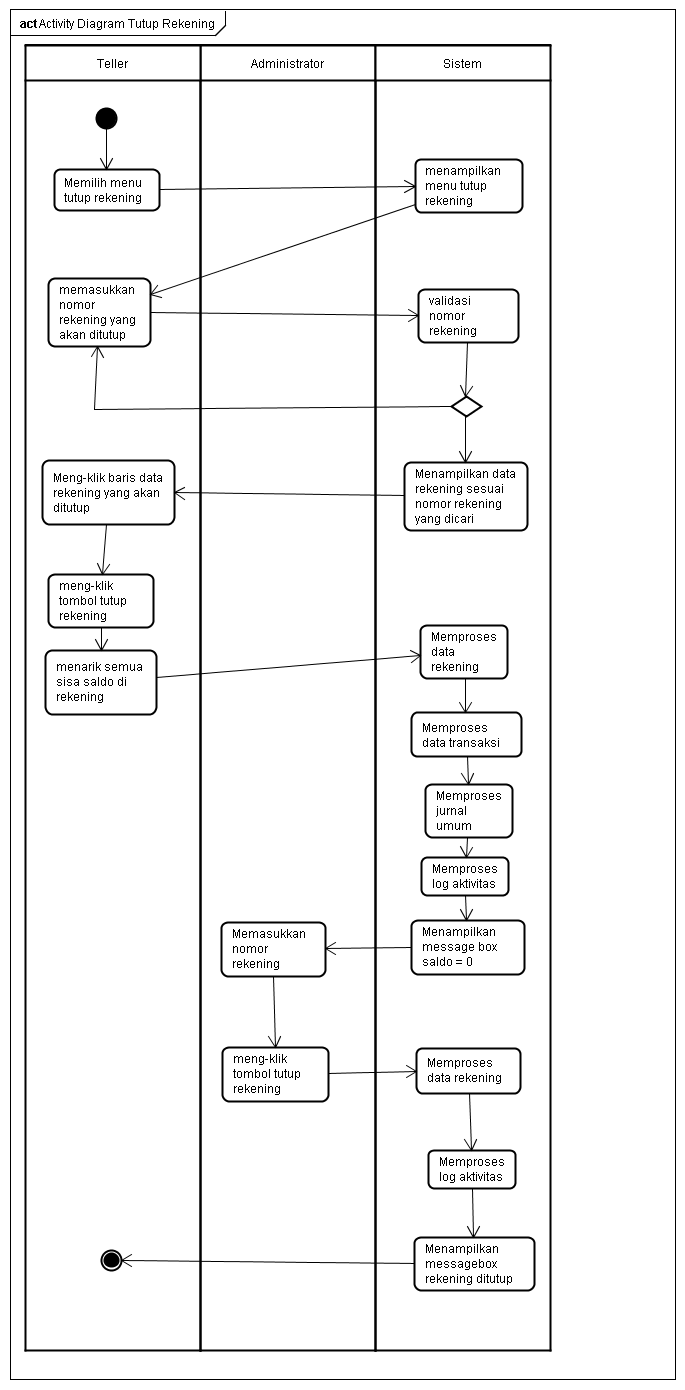 act Activity Diagram Tutup Rekening
Teller
Administrator
Sistem
Memilih menu
tutup rekening
menampilkan
menu tutup
rekening
memasukkan
nomor
rekening yang
akan ditutup
validasi
nomor
rekening
Menampilkan data
rekening sesuai
nomor rekening
yang dicari
Meng-klik baris data
rekening yang akan
ditutup
meng-klik
tombol tutup
rekening
menarik semua
sisa saldo di
rekening
Memproses
data
rekening
Memproses
data transaksi
Memproses
jurnal
umum
Memproses
log aktivitas
Menampilkan
message box
saldo = 0
Memasukkan
nomor
rekening
meng-klik
tombol tutup
rekening
Memproses
data rekening
Memproses
log aktivitas
Menampilkan
messagebox
rekening ditutup